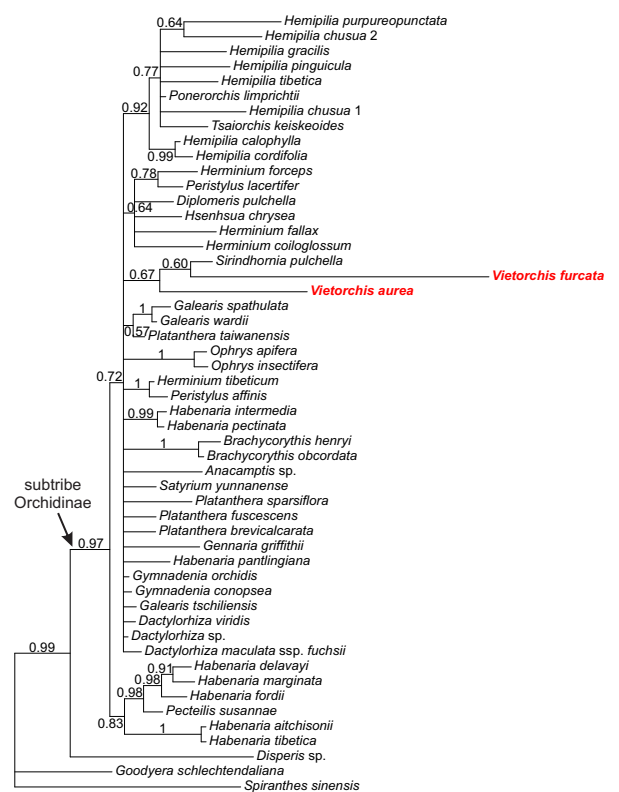 0.64
Hemipilia purpureopunctata
Hemipilia chusua 2
Hemipilia gracilis
0.77
Hemipilia pinguicula
Hemipilia tibetica
Ponerorchis limprichtii
0.92
Hemipilia chusua 1
Tsaiorchis keiskeoides
Hemipilia calophylla
0.99
Hemipilia cordifolia
0.78
Herminium forceps
Peristylus lacertifer
Diplomeris pulchella
0.64
Hsenhsua chrysea
Herminium fallax
Herminium coiloglossum
0.60
Sirindhornia pulchella
0.67
Vietorchis furcata
Vietorchis aurea
1
Galearis spathulata
Galearis wardii
0.57
Platanthera taiwanensis
1
Ophrys apifera
Ophrys insectifera
0.72
1
Herminium tibeticum
Peristylus affinis
0.99
Habenaria intermedia
Habenaria pectinata
1
Brachycorythis henryi
Brachycorythis obcordata
Anacamptis sp.
subtribe
Orchidinae
Satyrium yunnanense
Platanthera sparsiflora
Platanthera fuscescens
Platanthera brevicalcarata
0.97
Gennaria griffithii
Habenaria pantlingiana
Gymnadenia orchidis
Gymnadenia conopsea
Galearis tschiliensis
Dactylorhiza viridis
Dactylorhiza sp.
0.99
Dactylorhiza maculata ssp. fuchsii
0.91
Habenaria delavayi
0.98
Habenaria marginata
0.98
Habenaria fordii
Pecteilis susannae
0.83
1
Habenaria aitchisonii
Habenaria tibetica
Disperis sp.
Goodyera schlechtendaliana
Spiranthes sinensis